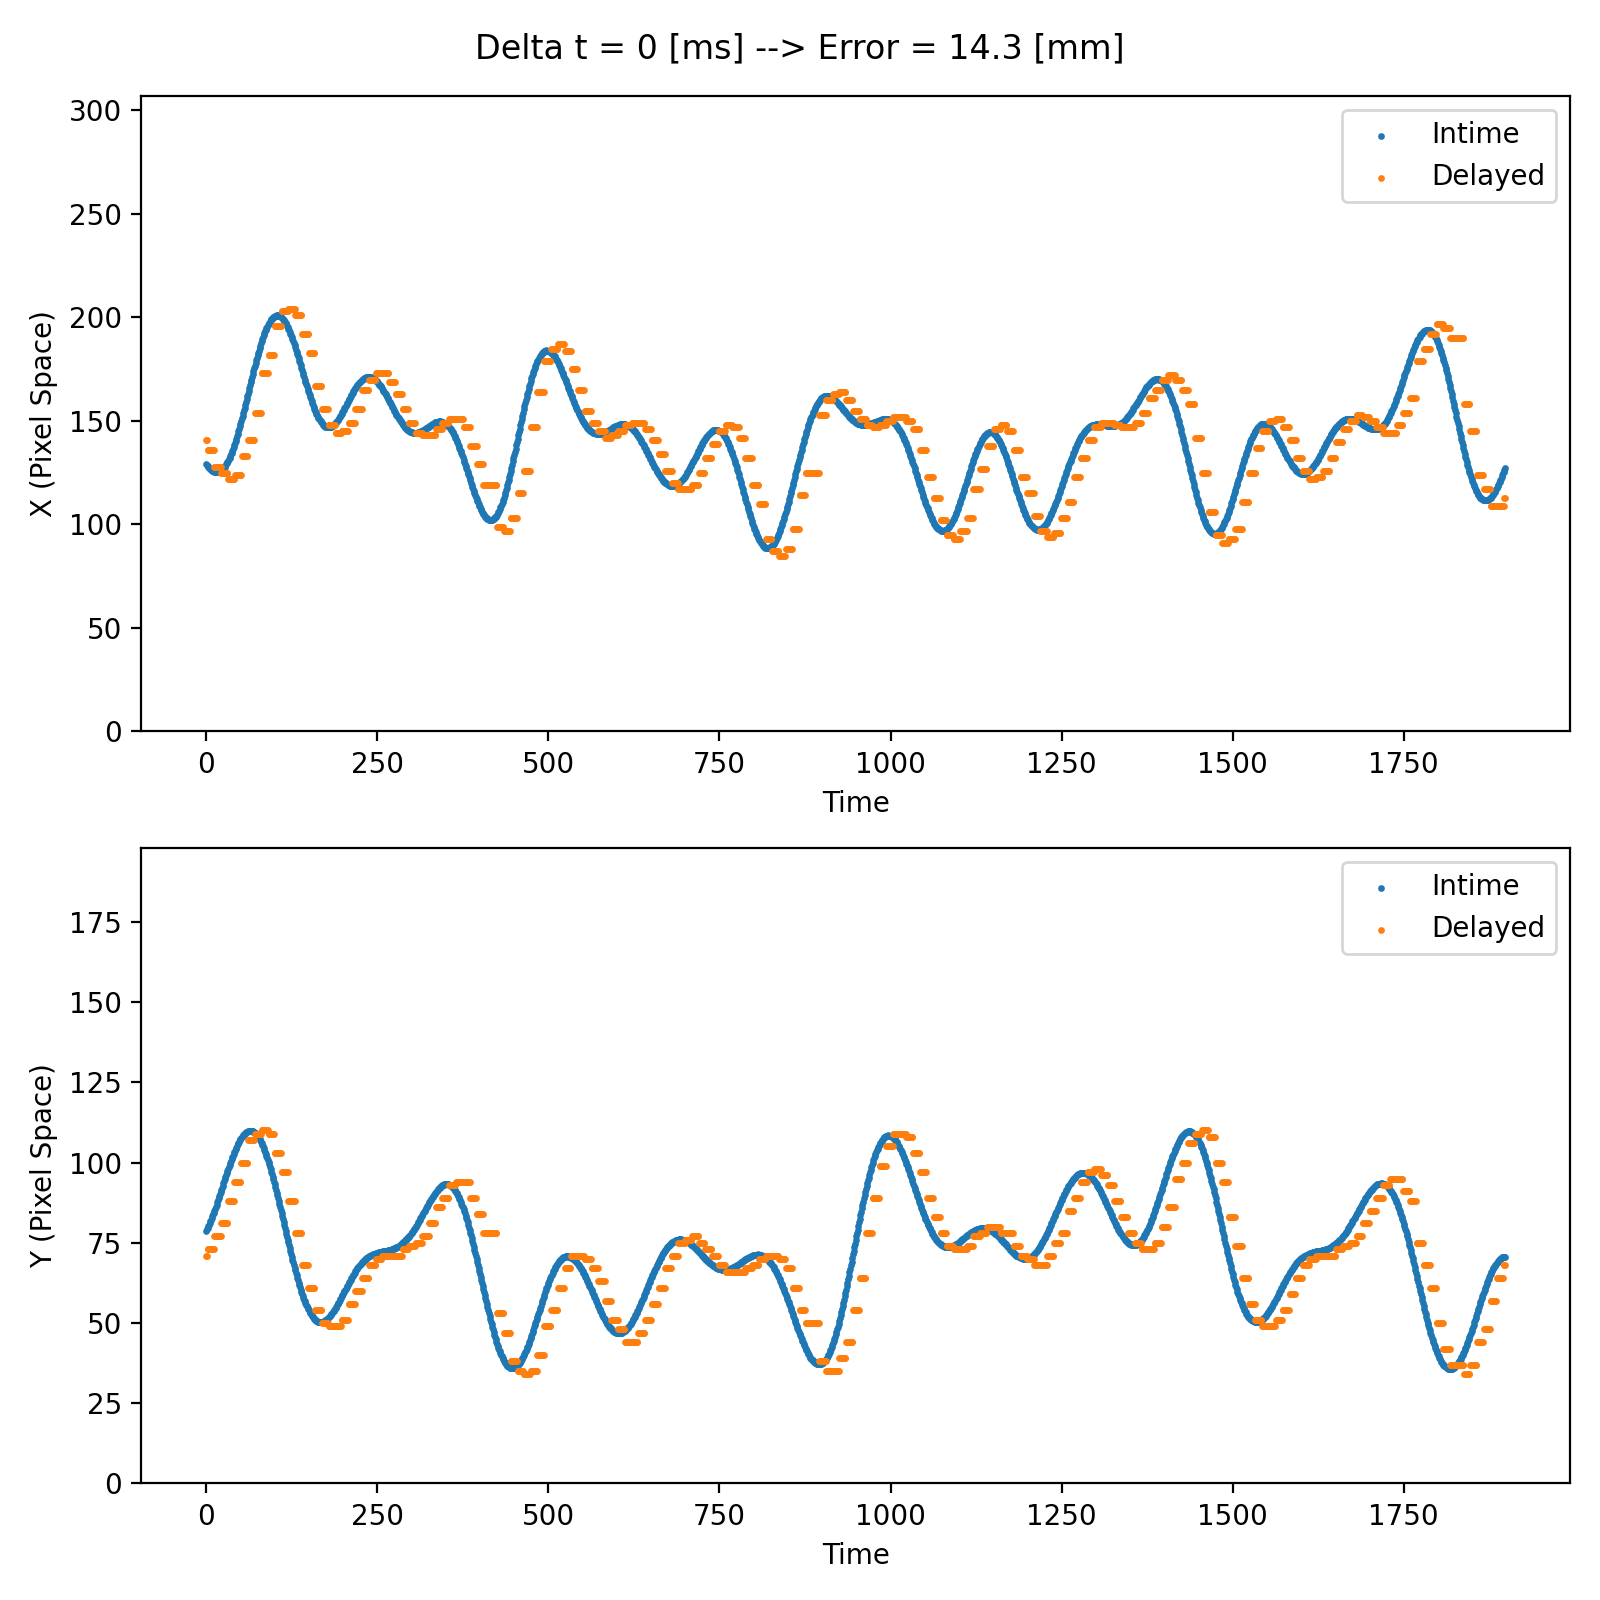 Delta t = 0 [ms] --> Error = 14.3 [mm]
300
250
200
150
100
50
0
X (Pixel Space)
Intime
Delayed
0 250 500 750 1000 1250 1500 1750
Time
175
150
125
100
75
50
25
0
Y (Pixel Space)
Intime
Delayed
0 250 500 750 1000 1250 1500 1750
Time